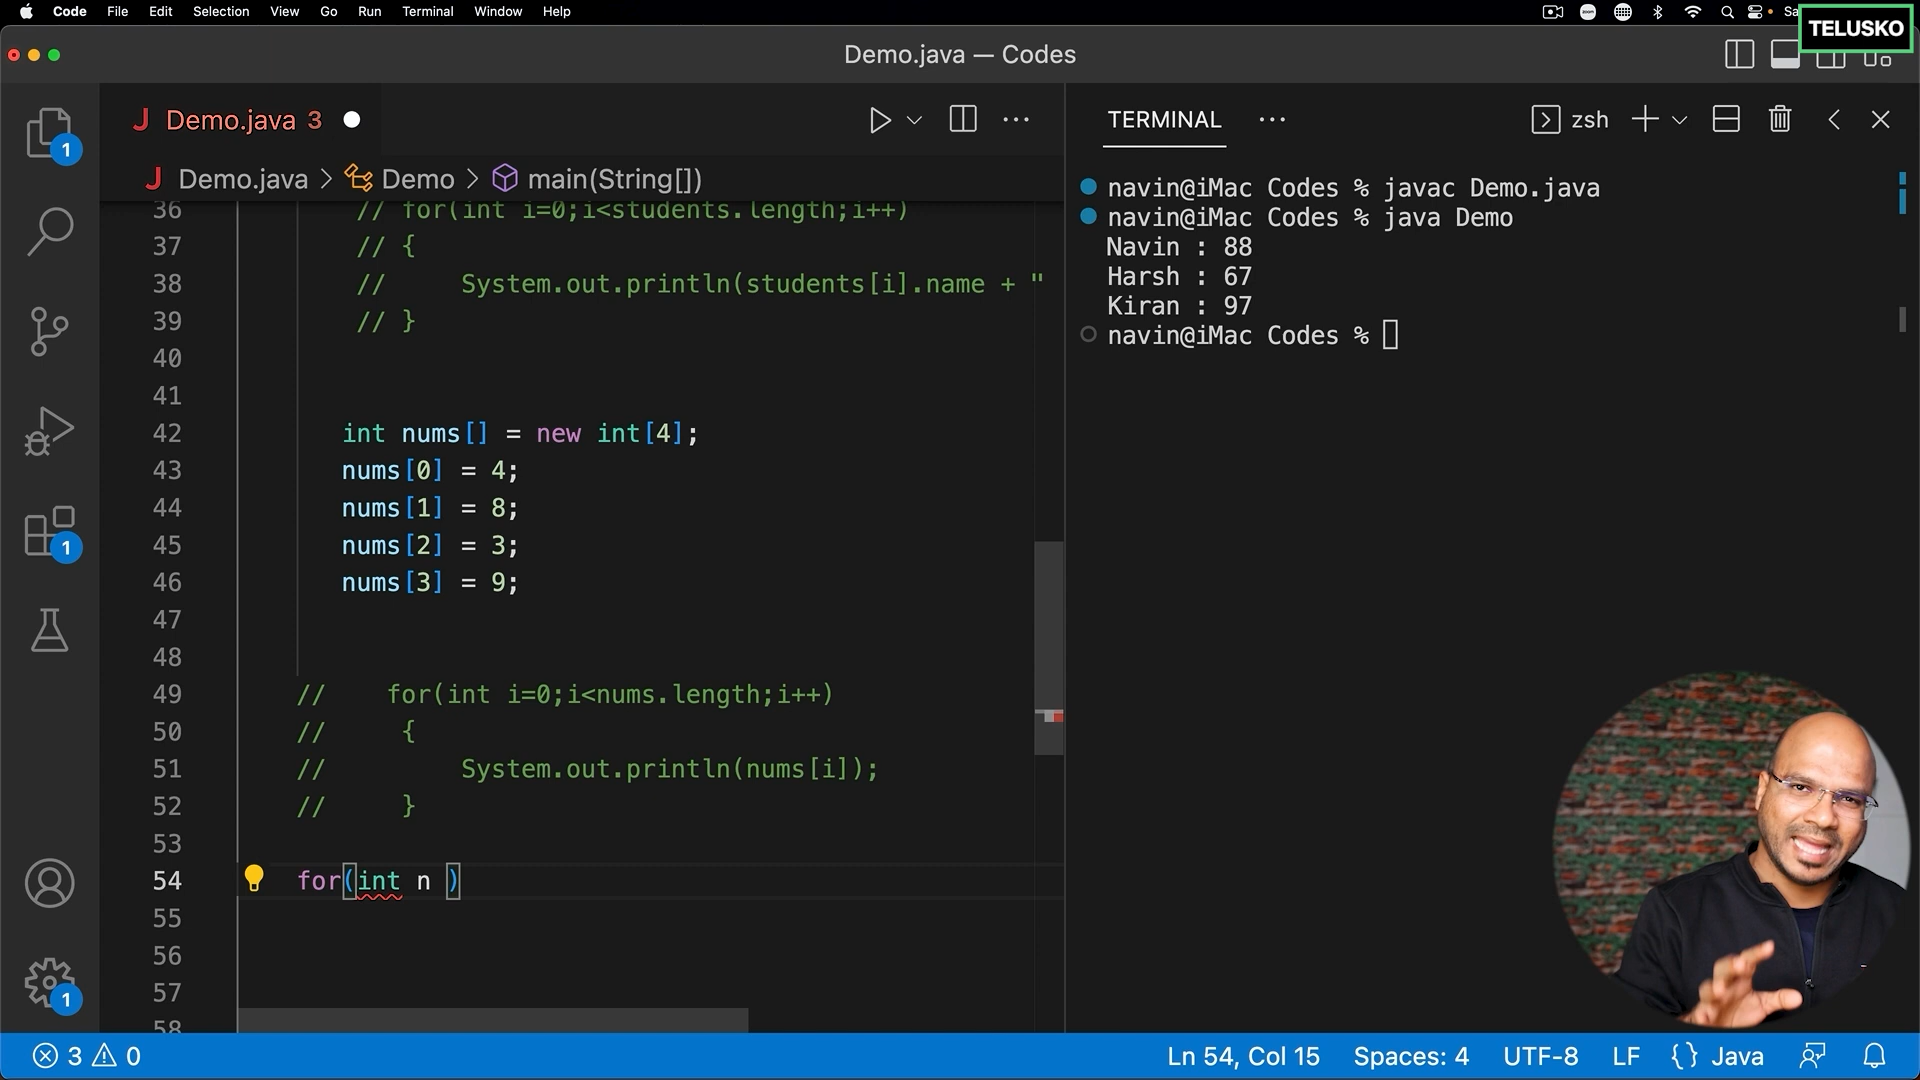 Code File Edit Selection View Go Run Terminal Window Help
zoom
TELUSKO
Demo.java — Codes
J Demo.java 3
J Demo.java > Demo > main(String[])
36 // for(int i=0;i<students.length;i++)
37 // {
38 //     System.out.println(students[i].name + "
39 // }
40
41
42 int nums[] = new int[4];
43 nums[0] = 4;
44 nums[1] = 8;
45 nums[2] = 3;
46 nums[3] = 9;
47
48
49 //    for(int i=0;i<nums.length;i++)
50 //     {
51 //         System.out.println(nums[i]);
52 //     }
53
54 for(int n )
55
56
57
58
1
1
1
TERMINAL ··· zsh
navin@iMac Codes % javac Demo.java
navin@iMac Codes % java Demo
Navin : 88
Harsh : 67
Kiran : 97
navin@iMac Codes %
3 0 Ln 54, Col 15 Spaces: 4 UTF-8 LF {} Java